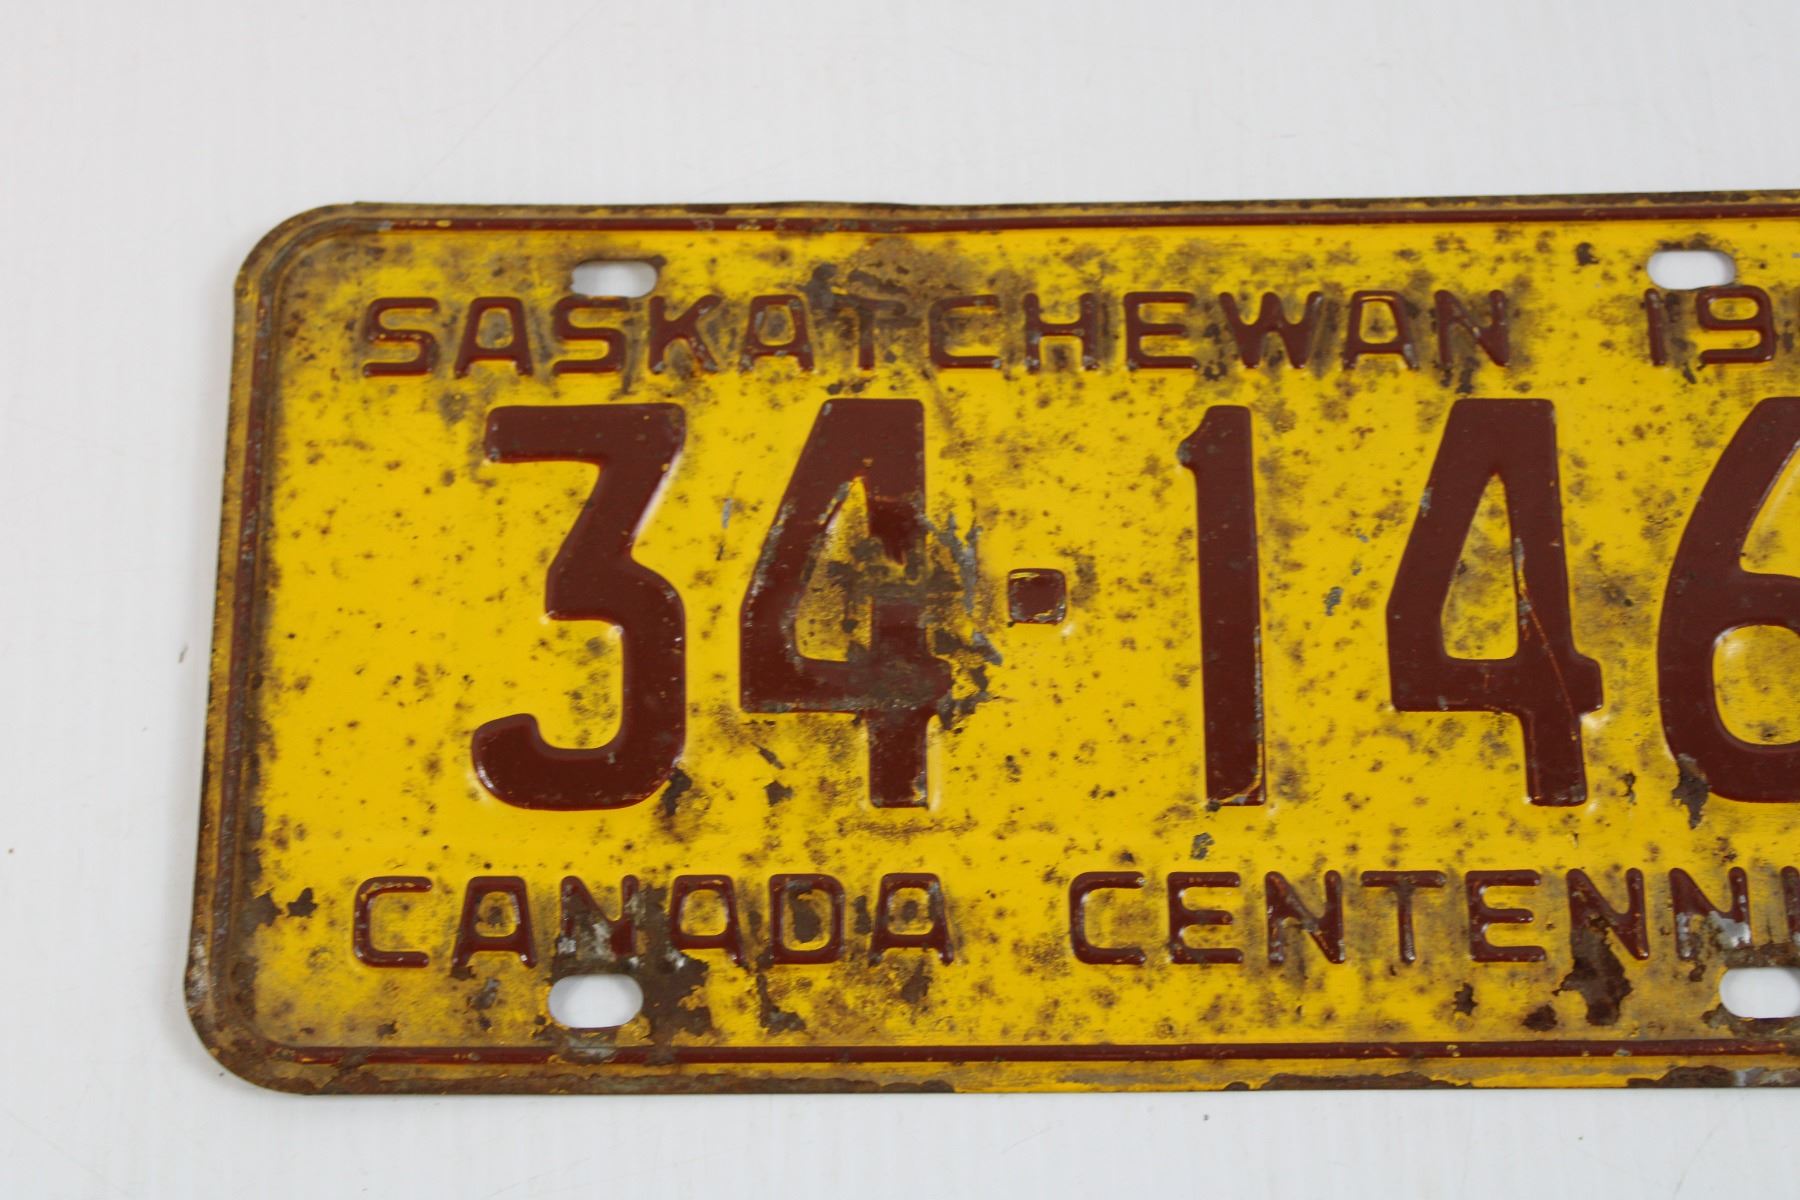 SASKATCHEWAN 19
34-146
CANADA CENTENN